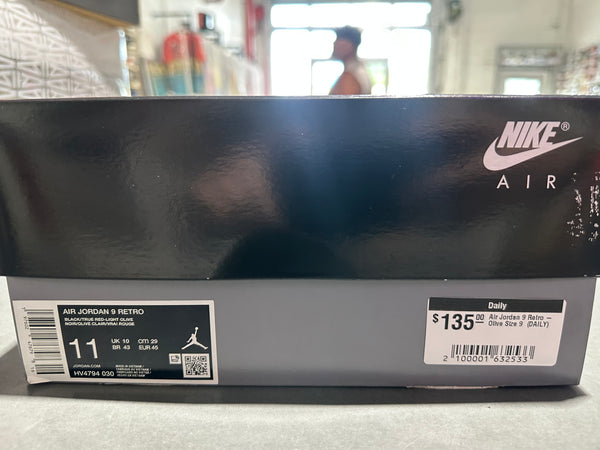 NIKE®
AIR
AIR JORDAN 9 RETRO
BLACK/TRUE RED-LIGHT OLIVE
NOIR/OLIVE CLAIR/VRAI ROUGE
11
UK 10 CM 29
BR 43 EUR 45
JORDAN.COM
HV4794 030
Daily
$135.00
Air Jordan 9 Retro -
Olive Size 9 (DAILY)
2 100001 632533